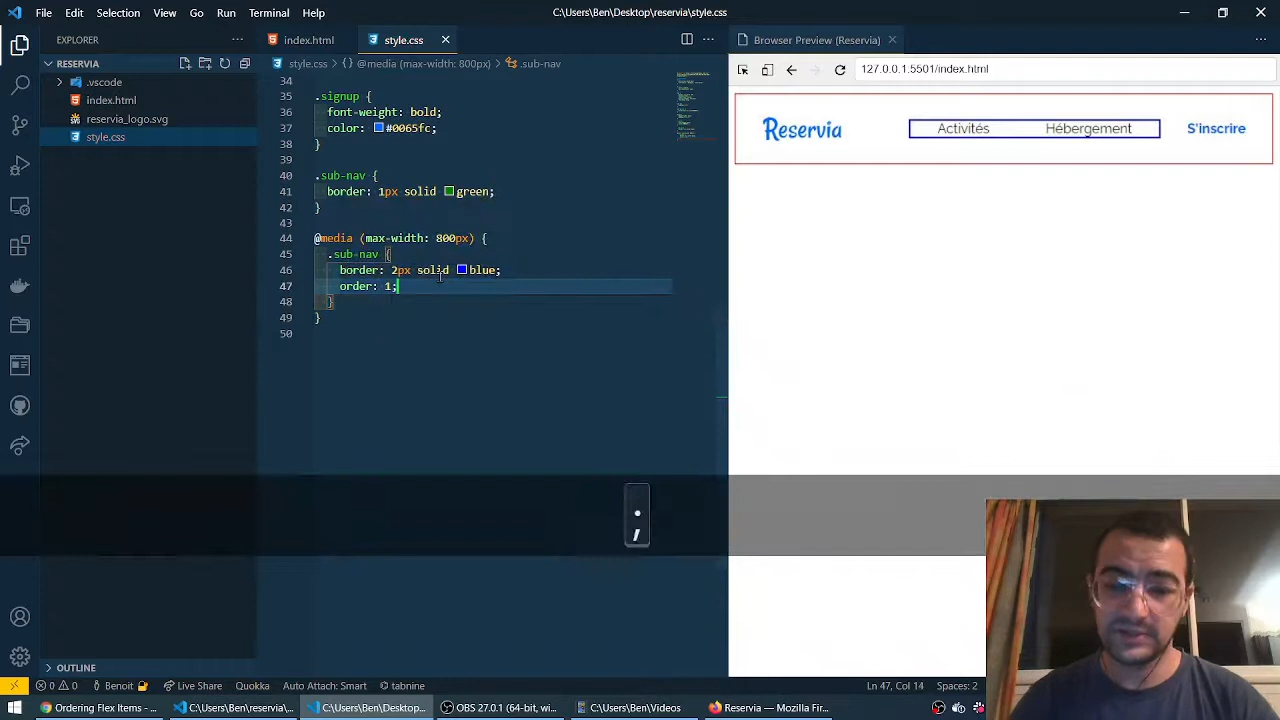 File Edit Selection View Go Run Terminal Help
C:\Users\Ben\Desktop\reservia\style.css
EXPLORER
index.html
style.css
Browser Preview (Reservia)
RESERVIA
style.css > {} @media (max-width: 800px) > .sub-nav
127.0.0.1:5501/index.html
.vscode
index.html
reservia_logo.svg
style.css
34
35 .signup {
36 font-weight: bold;
37 color: #0065fc;
38 }
39
40 .sub-nav {
41 border: 1px solid green;
42 }
43
44 @media (max-width: 800px) {
45 .sub-nav {
46 border: 2px solid blue;
47 order: 1;
48 }
49 }
50
Reservia Activités Hébergement S'inscrire
.
,
OUTLINE
0 0 Benoit Live Share Quokka Auto Attach: Smart tabnine Ln 47, Col 14 Spaces: 2
Ordering Flex Items - ... C:\Users\Ben\reservia\... C:\Users\Ben\Desktop... OBS 27.0.1 (64-bit, wi... C:\Users\Ben\Videos Reservia — Mozilla Fir...